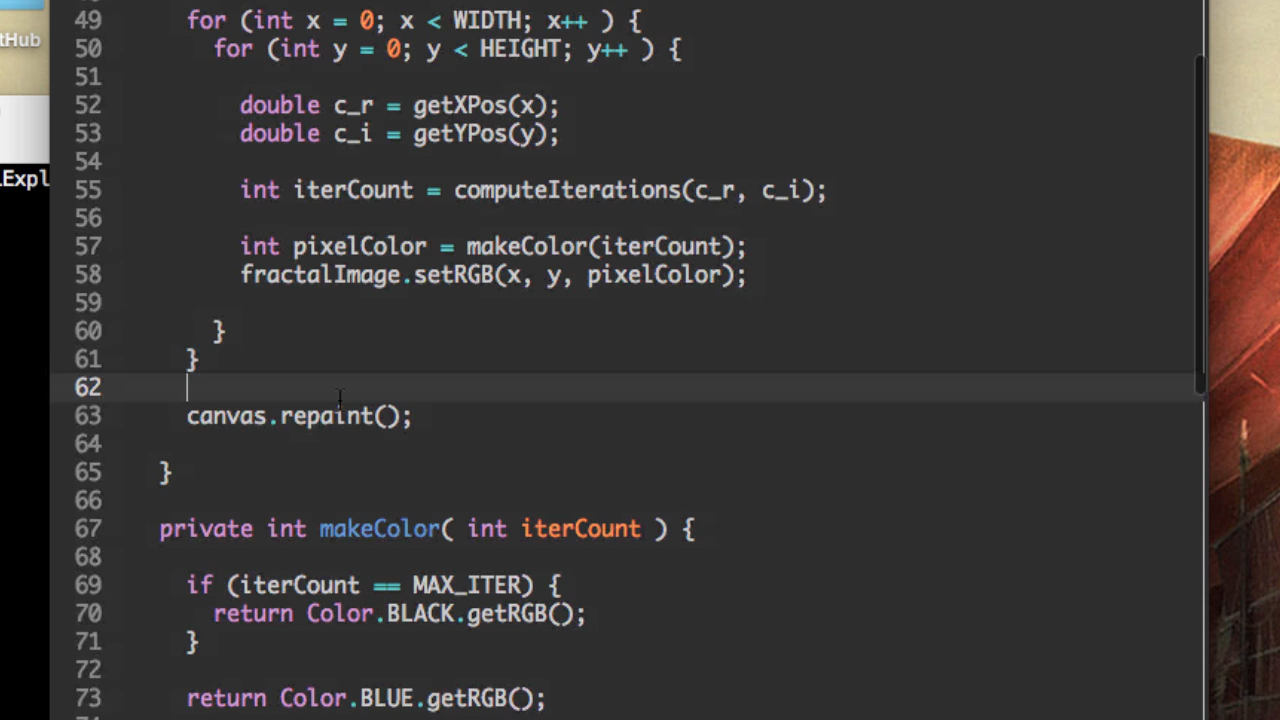 tHub
LExpl
49 for (int x = 0; x < WIDTH; x++ ) {
50 for (int y = 0; y < HEIGHT; y++ ) {
51
52 double c_r = getXPos(x);
53 double c_i = getYPos(y);
54
55 int iterCount = computeIterations(c_r, c_i);
56
57 int pixelColor = makeColor(iterCount);
58 fractalImage.setRGB(x, y, pixelColor);
59
60 }
61 }
62
63 canvas.repaint();
64
65 }
66
67 private int makeColor( int iterCount ) {
68
69 if (iterCount == MAX_ITER) {
70 return Color.BLACK.getRGB();
71 }
72
73 return Color.BLUE.getRGB();